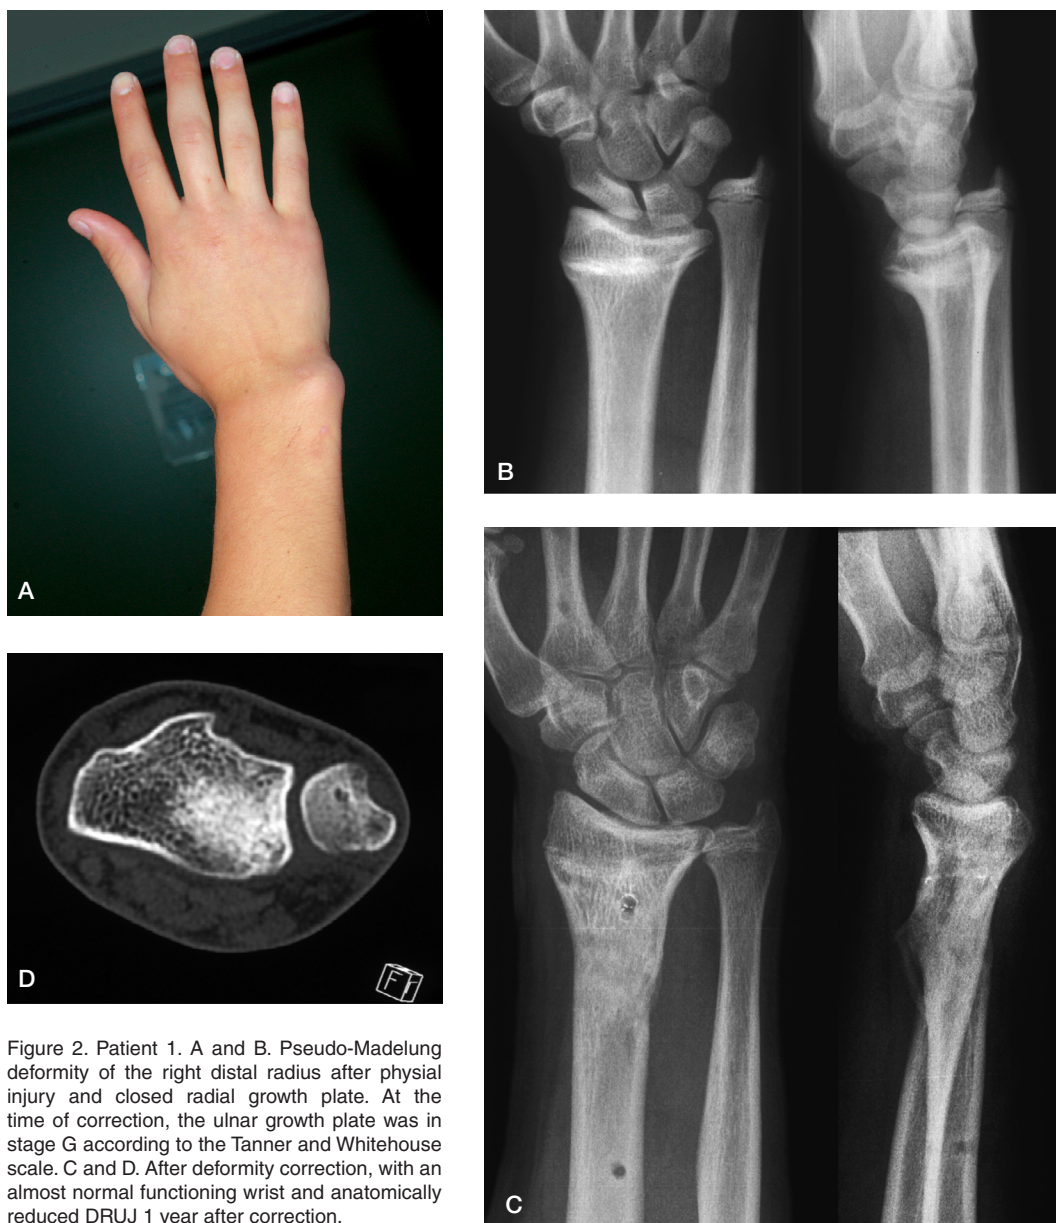 A
B
C
D
F
Figure 2. Patient 1. A and B. Pseudo-Madelung
deformity of the right distal radius after physial
injury and closed radial growth plate. At the
time of correction, the ulnar growth plate was in
stage G according to the Tanner and Whitehouse
scale. C and D. After deformity correction, with an
almost normal functioning wrist and anatomically
reduced DRUJ 1 year after correction.